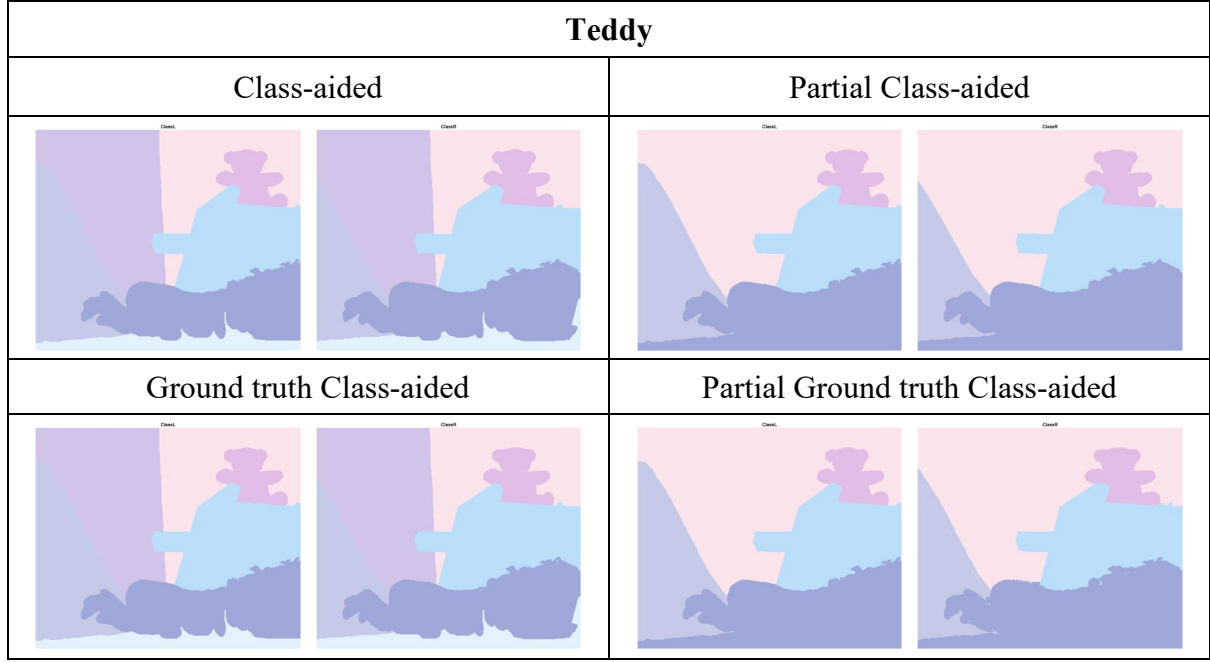 Teddy
Class-aided
Partial Class-aided
ClassL
ClassR
ClassL
ClassR
Ground truth Class-aided
Partial Ground truth Class-aided
ClassL
ClassR
ClassL
ClassR